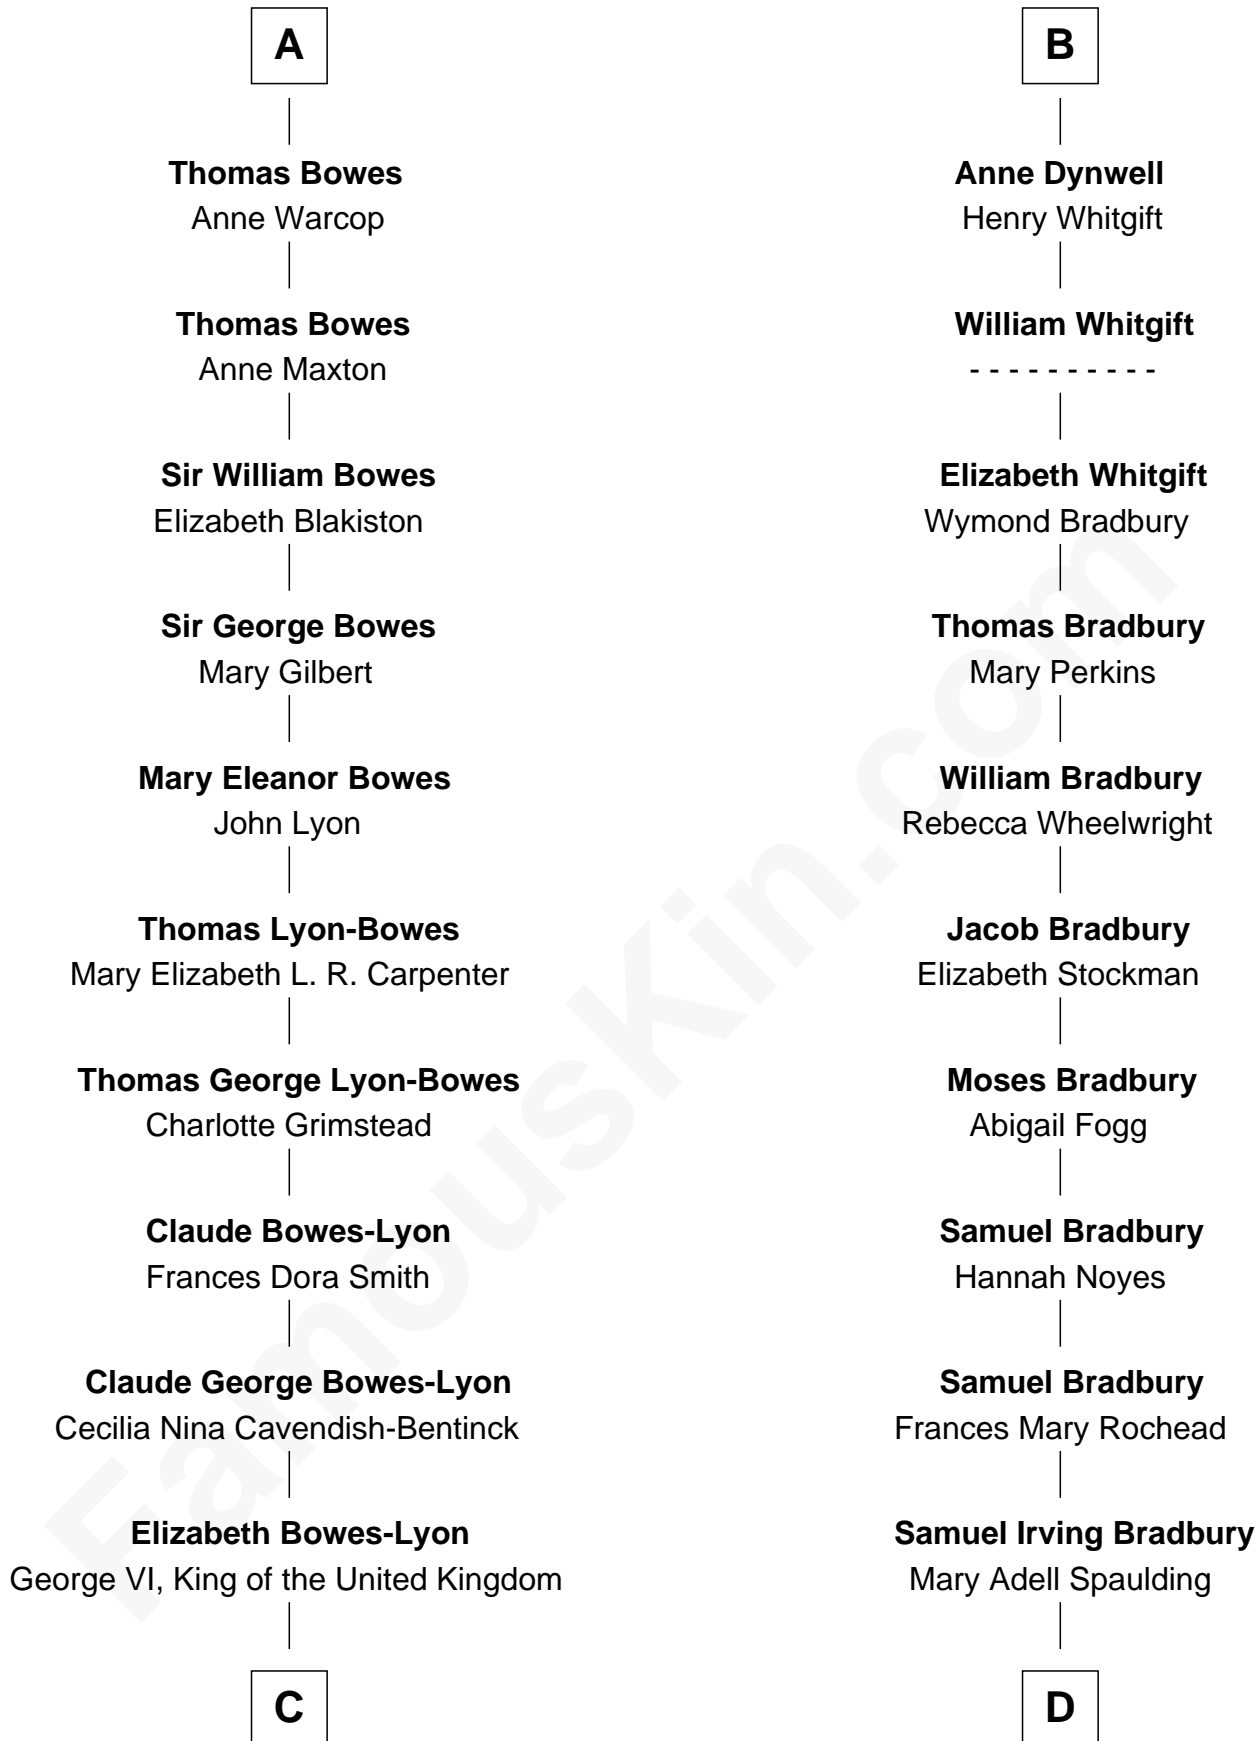 A
Thomas Bowes
Anne Warcop
Thomas Bowes
Anne Maxton
Sir William Bowes
Elizabeth Blakiston
Sir George Bowes
Mary Gilbert
Mary Eleanor Bowes
John Lyon
Thomas Lyon-Bowes
Mary Elizabeth L. R. Carpenter
Thomas George Lyon-Bowes
Charlotte Grimstead
Claude Bowes-Lyon
Frances Dora Smith
Claude George Bowes-Lyon
Cecilia Nina Cavendish-Bentinck
Elizabeth Bowes-Lyon
George VI, King of the United Kingdom
C
B
Anne Dynwell
Henry Whitgift
William Whitgift
- - - - - - - - - -
Elizabeth Whitgift
Wymond Bradbury
Thomas Bradbury
Mary Perkins
William Bradbury
Rebecca Wheelwright
Jacob Bradbury
Elizabeth Stockman
Moses Bradbury
Abigail Fogg
Samuel Bradbury
Hannah Noyes
Samuel Bradbury
Frances Mary Rochead
Samuel Irving Bradbury
Mary Adell Spaulding
D
FamousKin.com